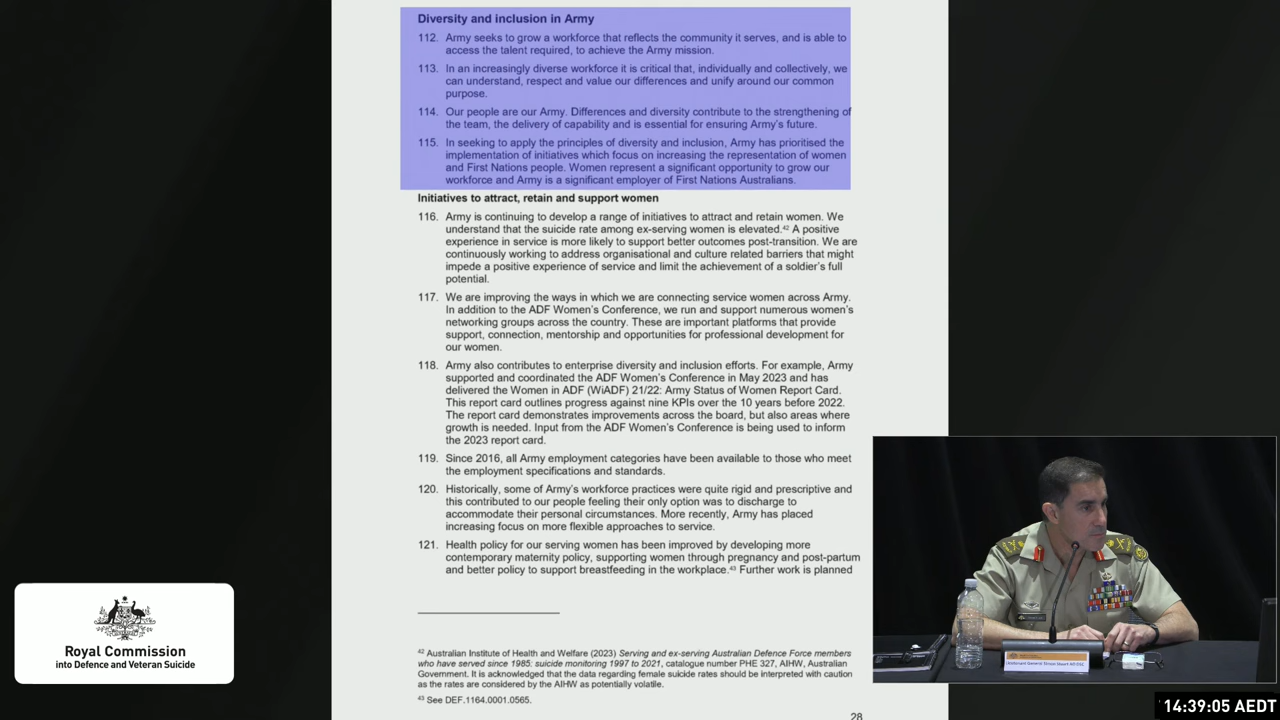 Diversity and inclusion in Army
112. Army seeks to grow a workforce that reflects the community it serves, and is able to
access the talent required, to achieve the Army mission.
113. In an increasingly diverse workforce it is critical that, individually and collectively, we
can understand, respect and value our differences and unify around our common
purpose.
114. Our people are our Army. Differences and diversity contribute to the strengthening of
the team, the delivery of capability and is essential for ensuring Army's future.
115. In seeking to apply the principles of diversity and inclusion, Army has prioritised the
implementation of initiatives which focus on increasing the representation of women
and First Nations people. Women represent a significant opportunity to grow our
workforce and Army is a significant employer of First Nations Australians.
Initiatives to attract, retain and support women
116. Army is continuing to develop a range of initiatives to attract and retain women. We
understand that the suicide rate among ex-serving women is elevated.⁴² A positive
experience in service is more likely to support better outcomes post-transition. We are
continuously working to address organisational and culture related barriers that might
impede a positive experience of service and limit the achievement of a soldier's full
potential.
117. We are improving the ways in which we are connecting service women across Army.
In addition to the ADF Women's Conference, we run and support numerous women's
networking groups across the country. These are important platforms that provide
support, connection, mentorship and opportunities for professional development for
our women.
118. Army also contributes to enterprise diversity and inclusion efforts. For example, Army
supported and coordinated the ADF Women's Conference in May 2023 and has
delivered the Women in ADF (WiADF) 21/22: Army Status of Women Report Card.
This report card outlines progress against nine KPIs over the 10 years before 2022.
The report card demonstrates improvements across the board, but also areas where
growth is needed. Input from the ADF Women's Conference is being used to inform
the 2023 report card.
119. Since 2016, all Army employment categories have been available to those who meet
the employment specifications and standards.
120. Historically, some of Army's workforce practices were quite rigid and prescriptive and
this contributed to our people feeling their only option was to discharge to
accommodate their personal circumstances. More recently, Army has placed
increasing focus on more flexible approaches to service.
121. Health policy for our serving women has been improved by developing more
contemporary maternity policy, supporting women through pregnancy and post-partum
and better policy to support breastfeeding in the workplace.⁴³ Further work is planned
⁴² Australian Institute of Health and Welfare (2023) Serving and ex-serving Australian Defence Force members
who have served since 1985: suicide monitoring 1997 to 2021, catalogue number PHE 327, AIHW, Australian
Government. It is acknowledged that the data regarding female suicide rates should be interpreted with caution
as the rates are considered by the AIHW as potentially volatile.
⁴³ See DEF.1164.0001.0565.
28
Royal Commission
into Defence and Veteran Suicide
Lieutenant General Simon Stuart AO DSC
14:39:05 AEDT